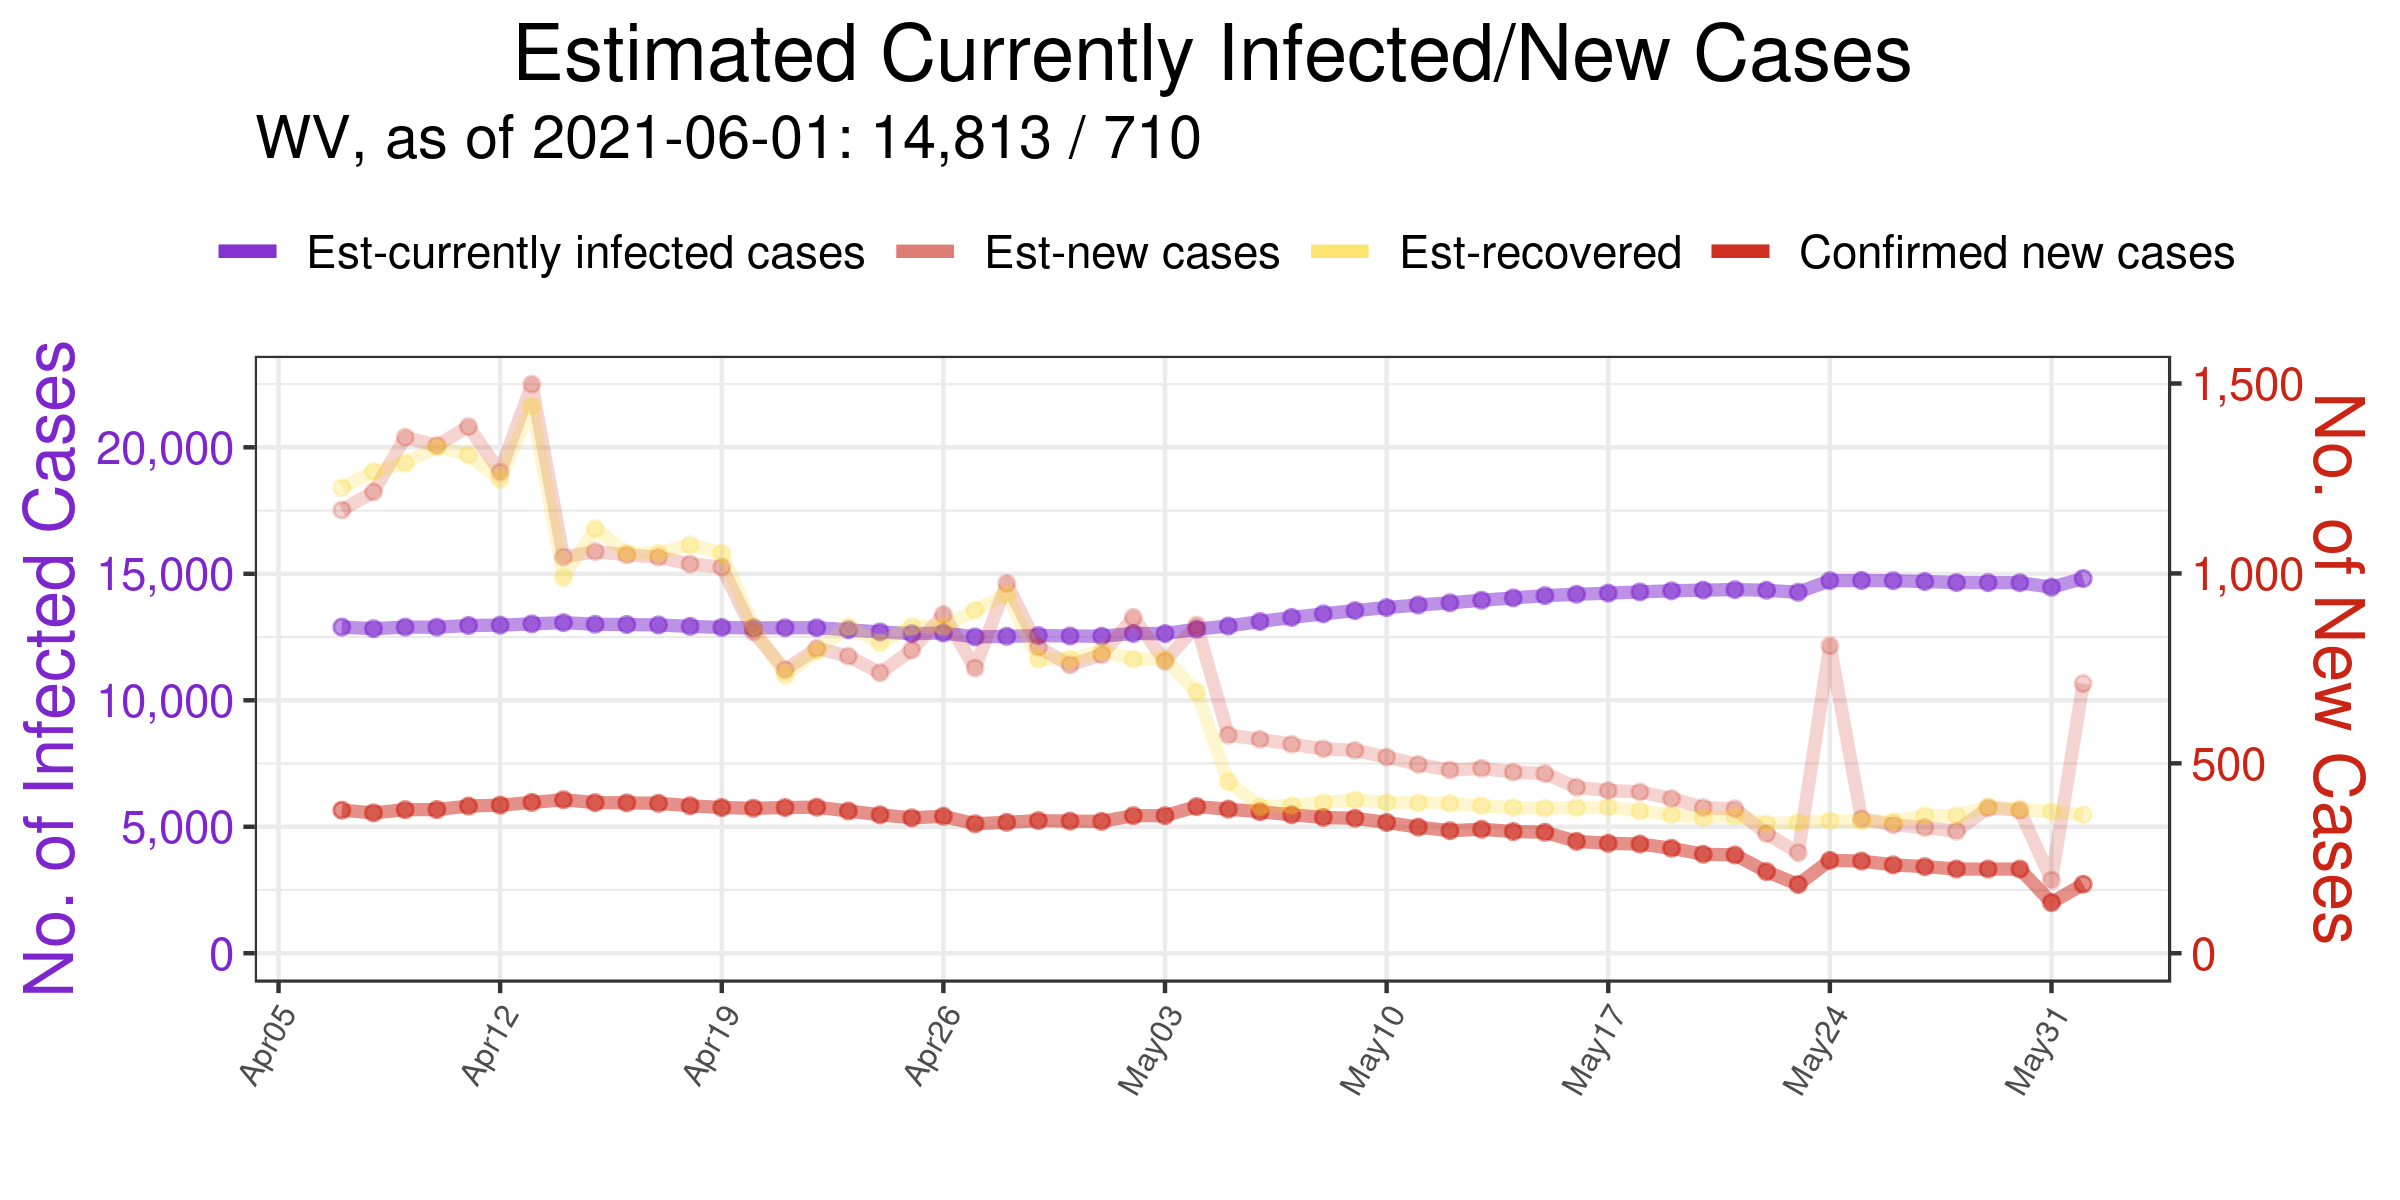 Estimated Currently Infected/New Cases
WV, as of 2021-06-01: 14,813 / 710
Est-currently infected cases Est-new cases Est-recovered Confirmed new cases
No. of Infected Cases
20,000
15,000
10,000
5,000
0
1,500
1,000
500
0
No. of New Cases
Apr05 Apr12 Apr19 Apr26 May03 May10 May17 May24 May31